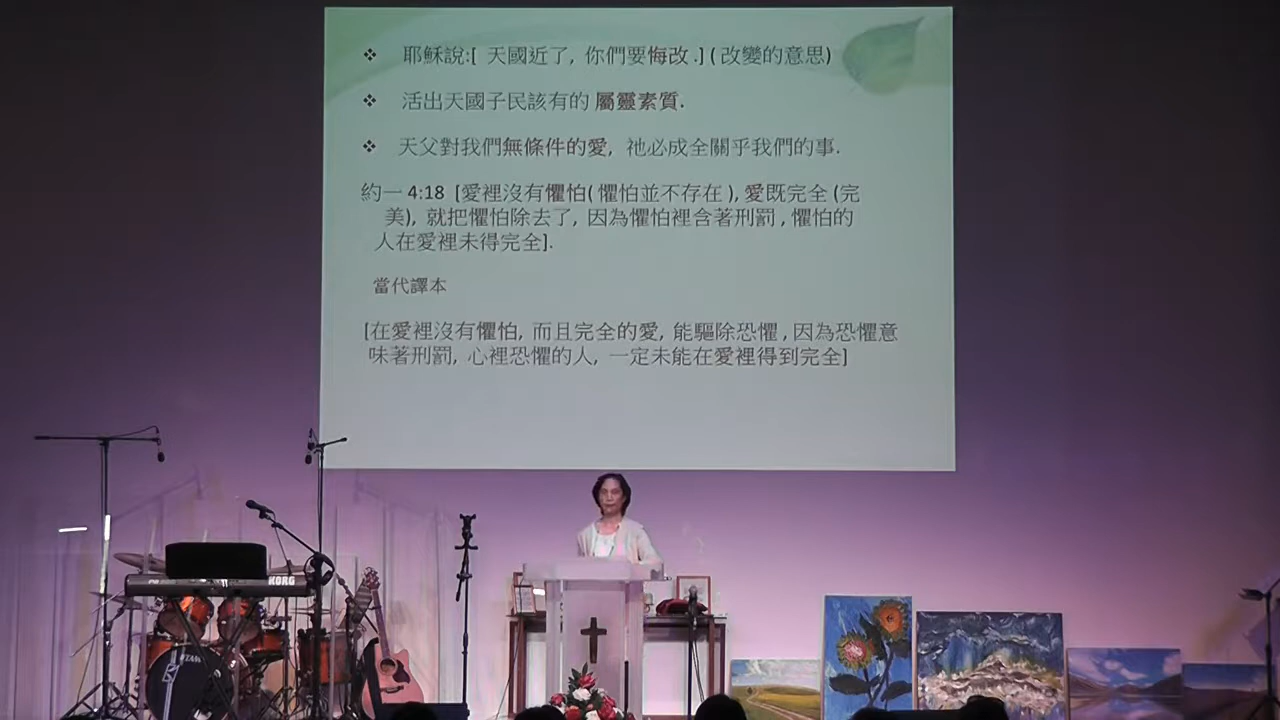 ❖ 耶穌說:[ 天國近了, 你們要悔改 .] ( 改變的意思)
❖ 活出天國子民該有的 屬靈素質.
❖ 天父對我們無條件的愛, 祂必成全關乎我們的事.
約一 4:18 [愛裡沒有懼怕( 懼怕並不存在 ), 愛既完全 (完
美), 就把懼怕除去了, 因為懼怕裡含著刑罰 , 懼怕的
人在愛裡未得完全].
當代譯本
[在愛裡沒有懼怕, 而且完全的愛, 能驅除恐懼 , 因為恐懼意
味著刑罰, 心裡恐懼的人, 一定未能在愛裡得到完全]
KORG
TAMA